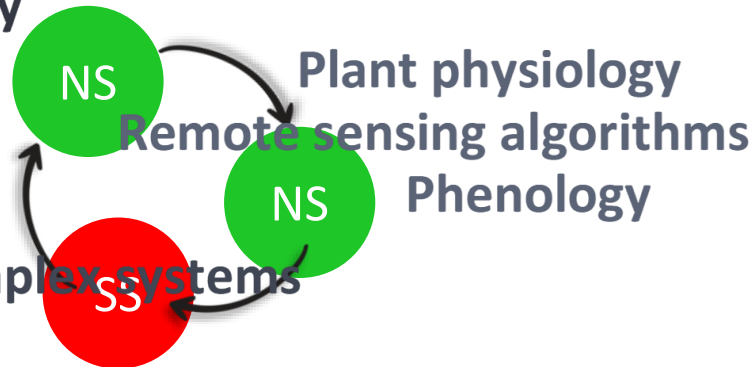 y
NS
Plant physiology
Remote sensing algorithms
NS
Phenology
plex systems
SS